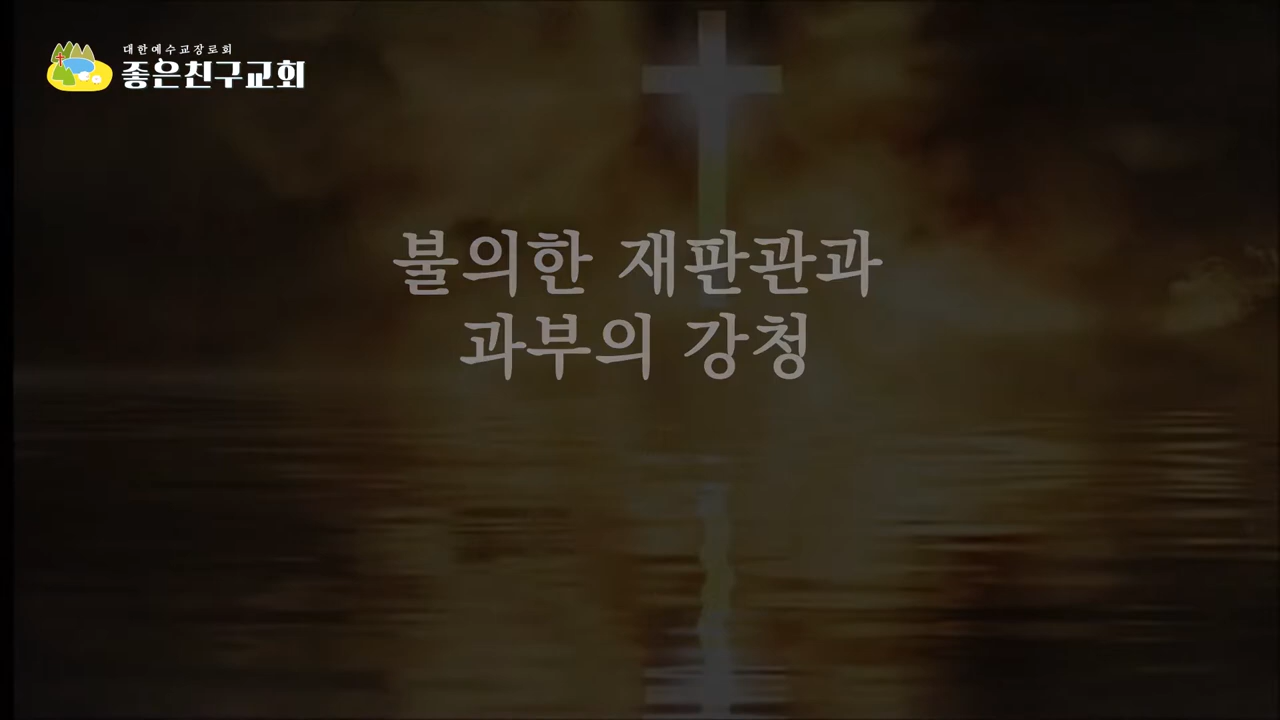 대한예수교장로회
좋은친구교회
불의한 재판관과
과부의 강청